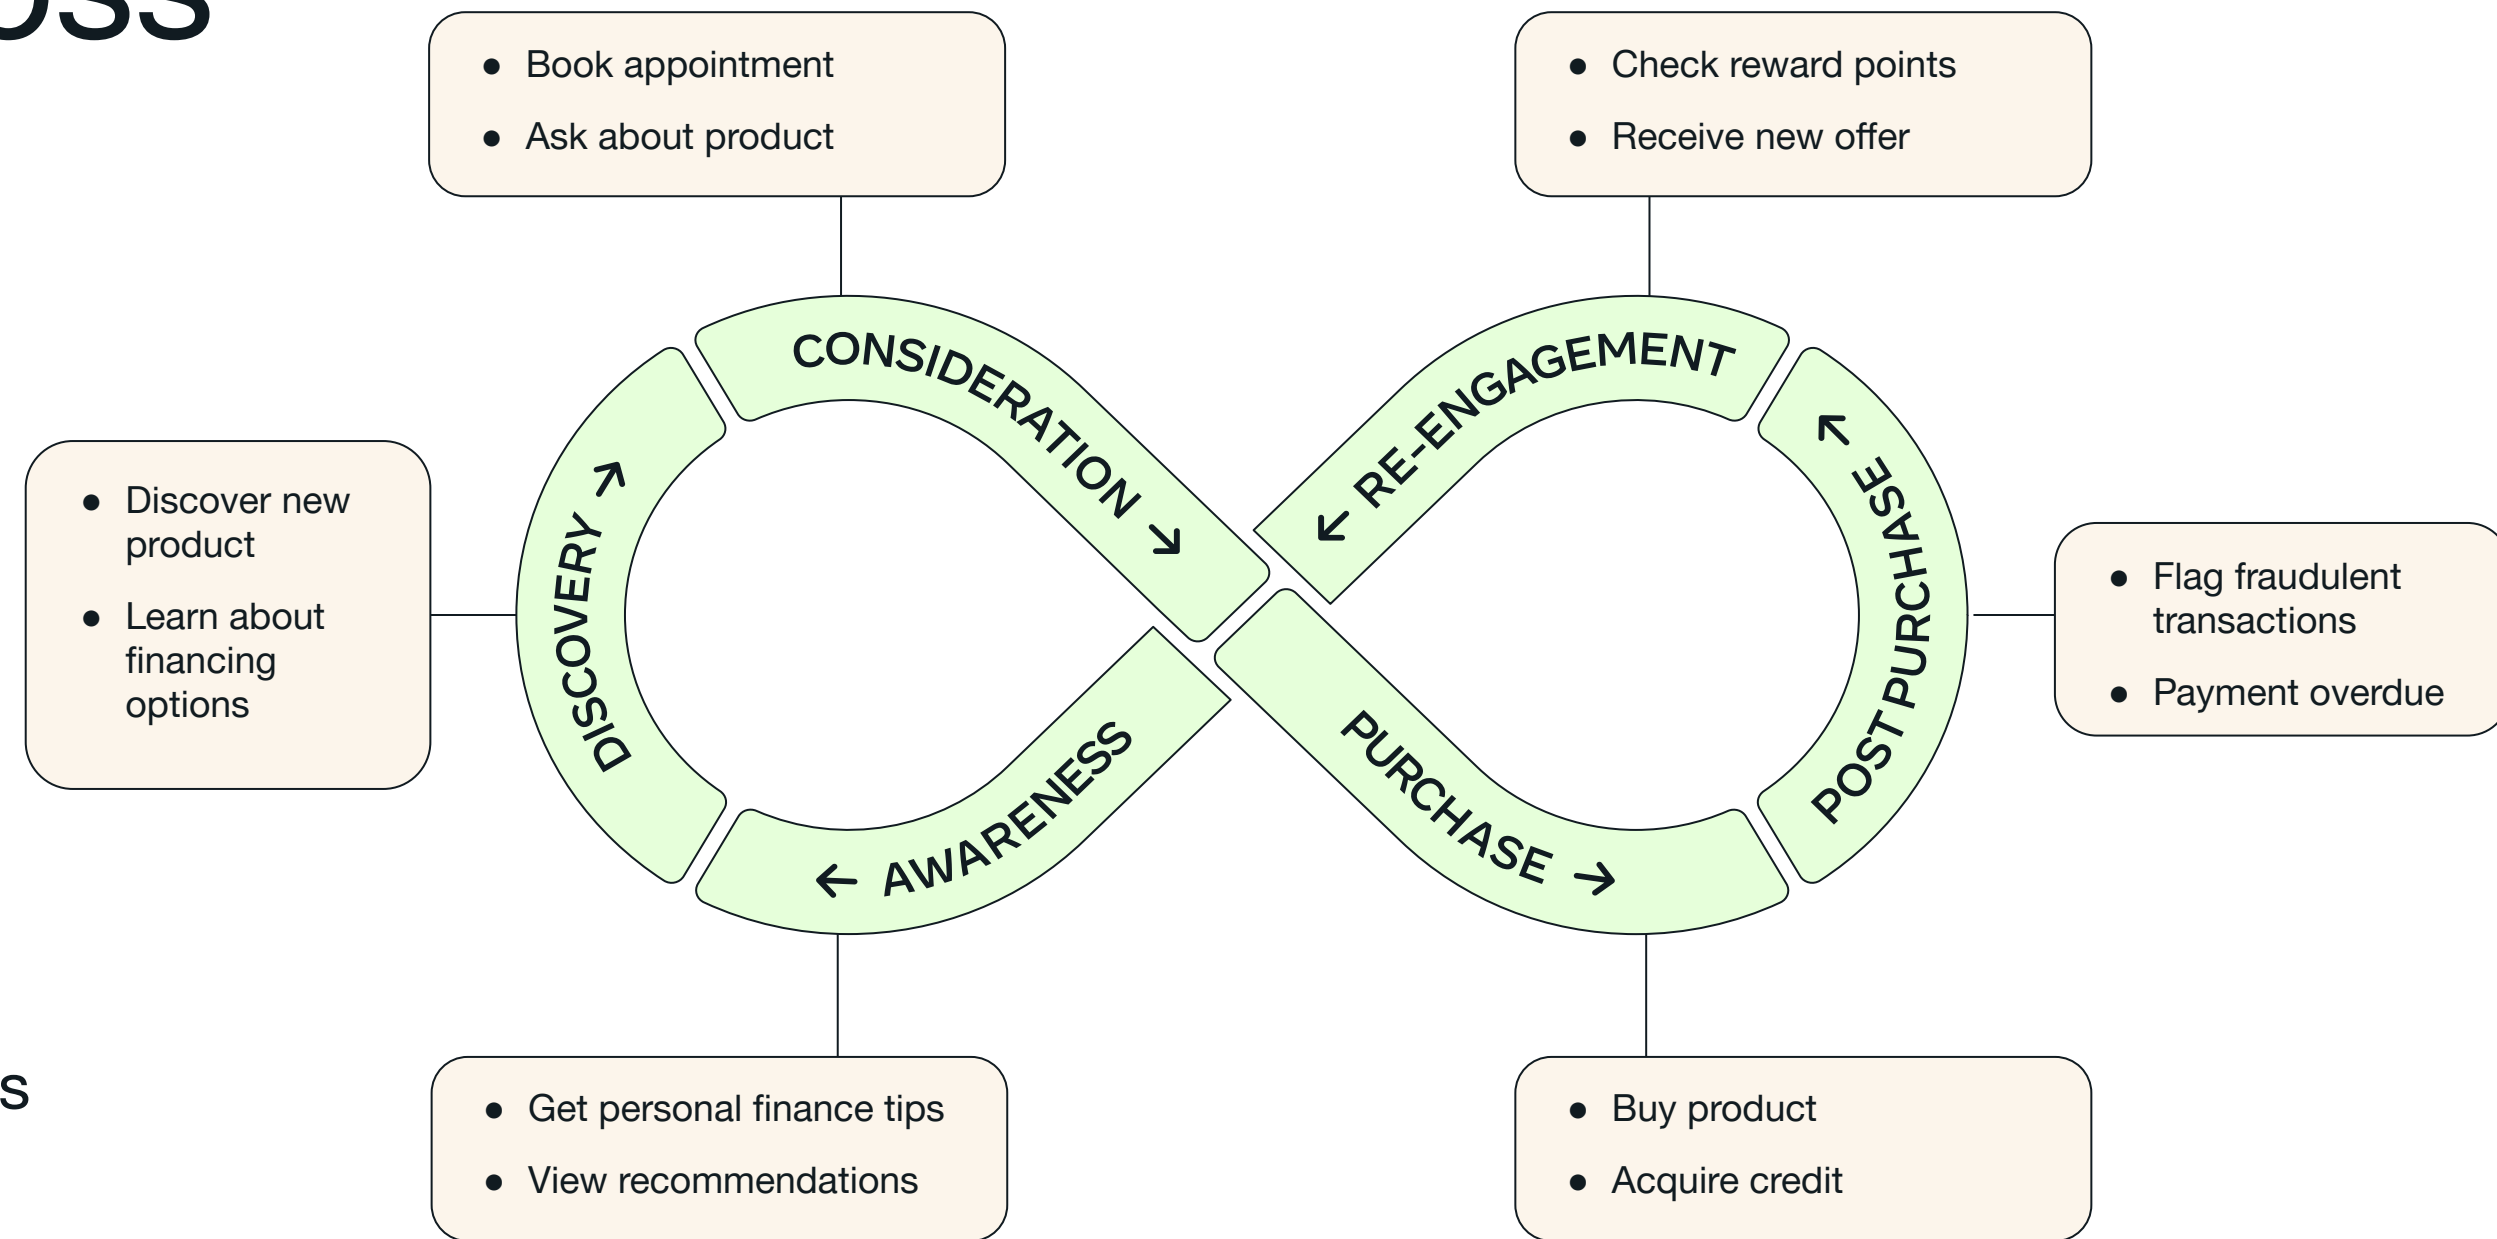 oss
• Book appointment
• Ask about product
• Check reward points
• Receive new offer
CONSIDERATION →
← RE-ENGAGEMENT
DISCOVERY →
POST PURCHASE ←
• Discover new
product
• Learn about
financing
options
• Flag fraudulent
transactions
• Payment overdue
← AWARENESS
PURCHASE →
s
• Get personal finance tips
• View recommendations
• Buy product
• Acquire credit